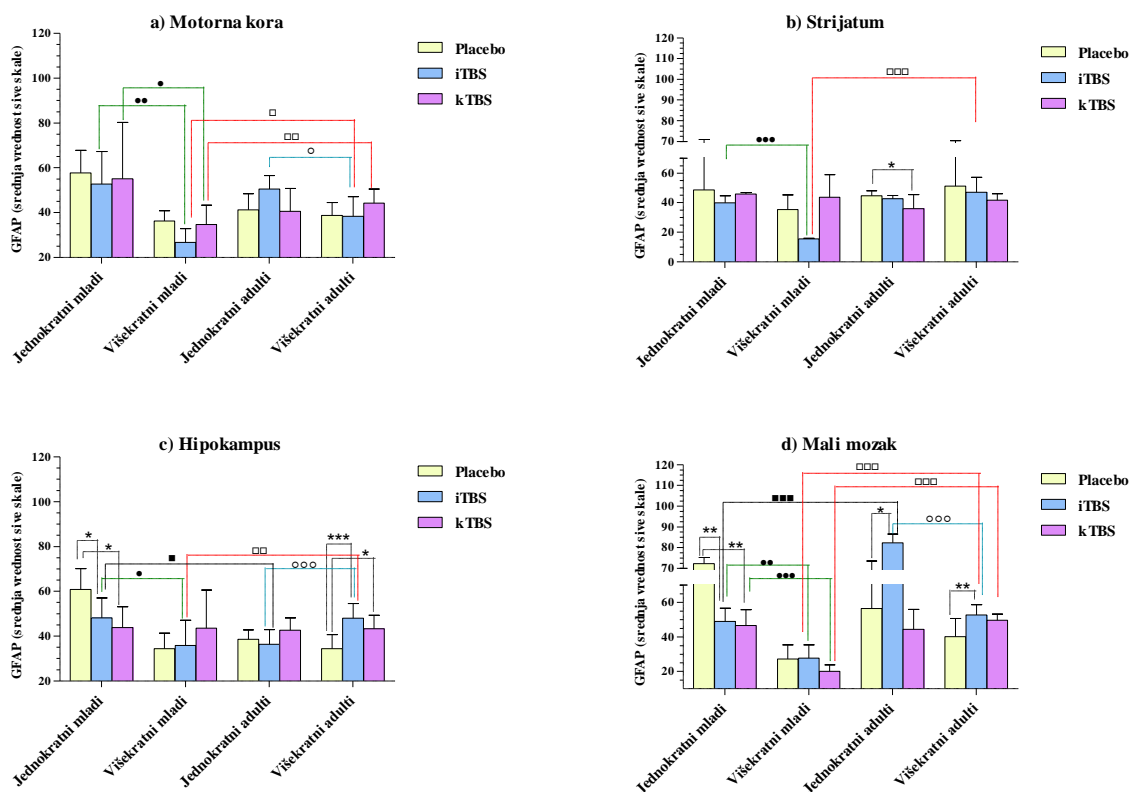 a) Motorna kora
GFAP (srednja vrednost sive skale)
120
100
80
60
40
20
Jednokratni mladi
Višekratni mladi
Jednokratni adulti
Višekratni adulti
●
●●
□
□□
○
Placebo
iTBS
kTBS
b) Strijatum
GFAP (srednja vrednost sive skale)
120
110
100
90
80
70
60
40
20
0
Jednokratni mladi
Višekratni mladi
Jednokratni adulti
Višekratni adulti
●●●
□□□
*
Placebo
iTBS
kTBS
c) Hipokampus
GFAP (srednja vrednost sive skale)
120
100
80
60
40
20
Jednokratni mladi
Višekratni mladi
Jednokratni adulti
Višekratni adulti
*
*
■
●
□□
○○○
***
*
Placebo
iTBS
kTBS
d) Mali mozak
GFAP (srednja vrednost sive skale)
120
110
100
90
80
70
60
40
20
Jednokratni mladi
Višekratni mladi
Jednokratni adulti
Višekratni adulti
**
**
■■■
●●
●●●
□□□
□□□
*
○○○
**
Placebo
iTBS
kTBS